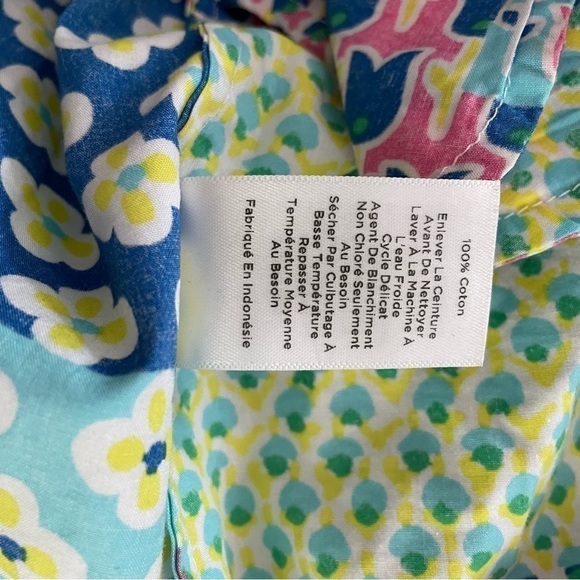 100% Coton
Enlever La Ceinture
Avant De Nettoyer
Laver À La Machine À
L'eau Froide
Cycle Délicat
Agent De Blanchiment
Non Chloré Seulement
Au Besoin
Sécher Par Culbutage À
Basse Température
Repasser À
Température Moyenne
Au Besoin
Fabriqué En Indonésie